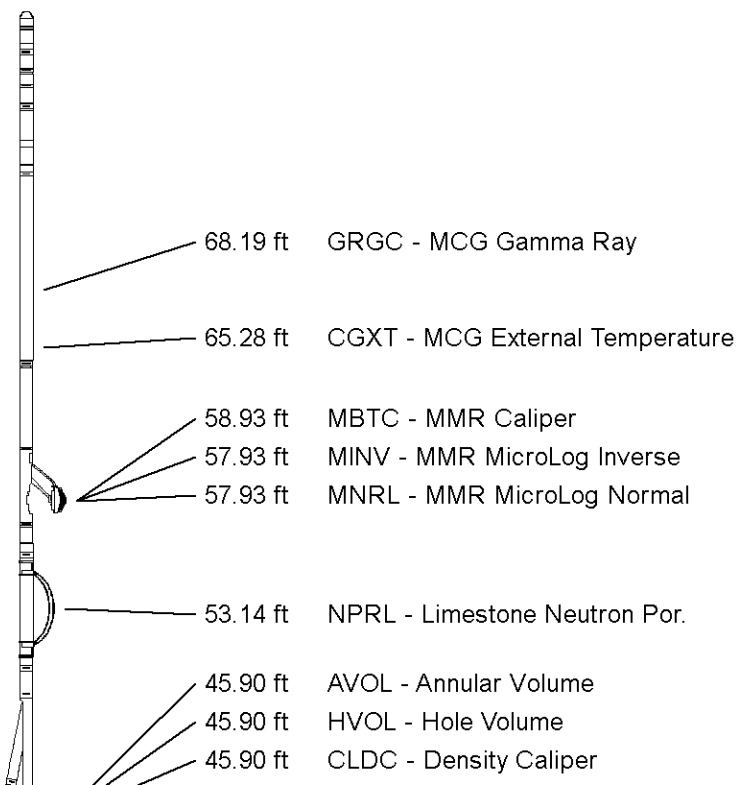 68.19 ft GRGC - MCG Gamma Ray
65.28 ft CGXT - MCG External Temperature
58.93 ft MBTC - MMR Caliper
57.93 ft MINV - MMR MicroLog Inverse
57.93 ft MNRL - MMR MicroLog Normal
53.14 ft NPRL - Limestone Neutron Por.
45.90 ft AVOL - Annular Volume
45.90 ft HVOL - Hole Volume
45.90 ft CLDC - Density Caliper